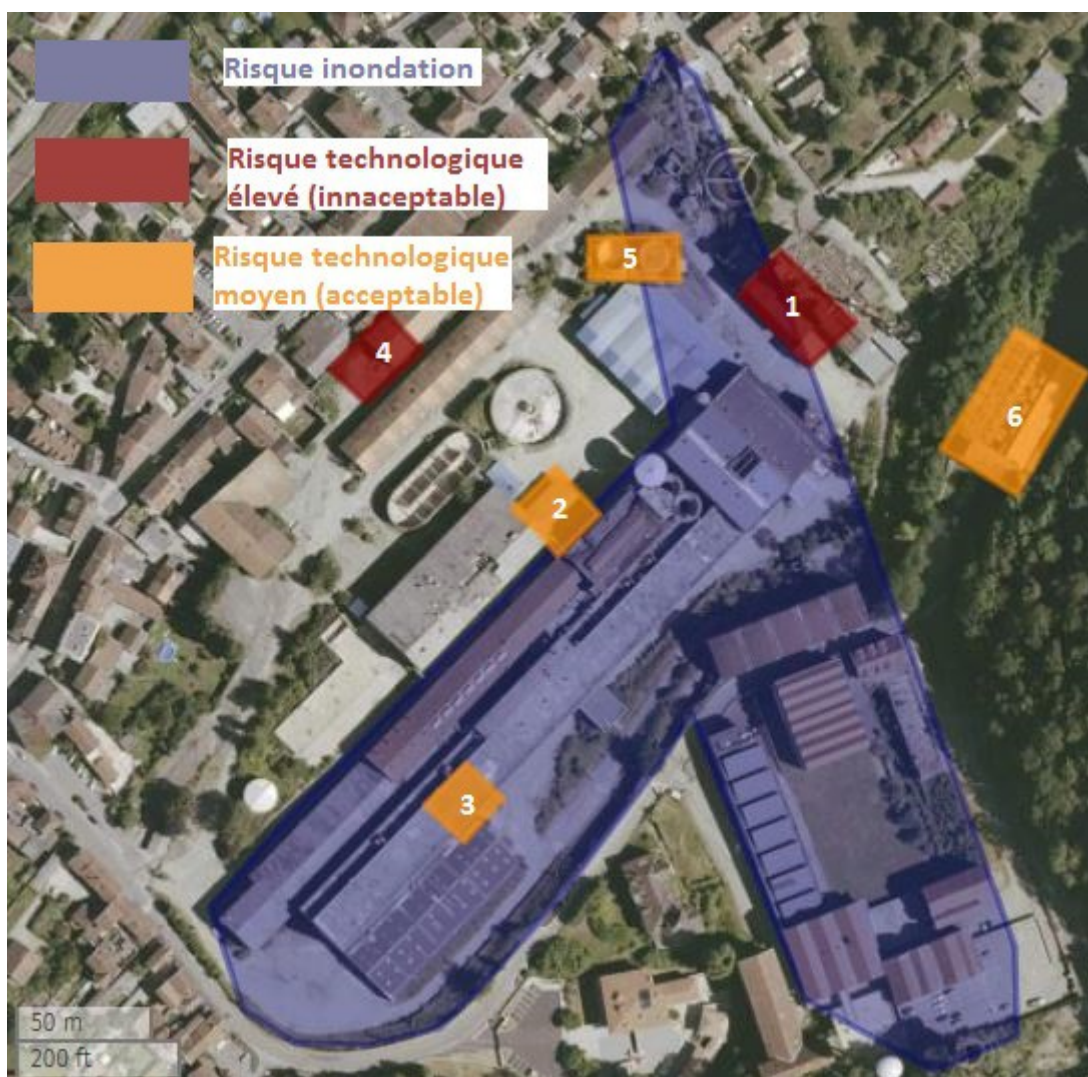 Risque inondation
Risque technologique
élevé (innaceptable)
Risque technologique
moyen (acceptable)
5
1
4
6
2
3
50 m
200 ft